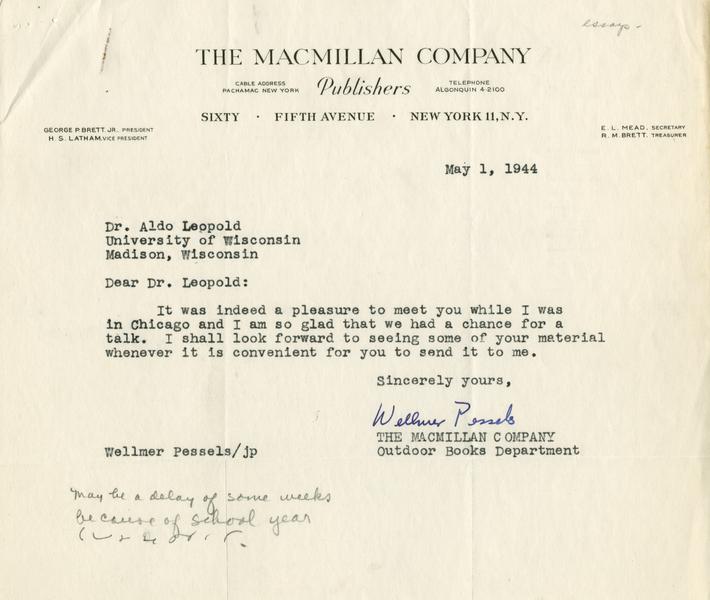 essays -
THE MACMILLAN COMPANY
CABLE ADDRESS
PACHAMAC NEW YORK
Publishers
TELEPHONE
ALGONQUIN 4-2100
SIXTY · FIFTH AVENUE · NEW YORK 11, N.Y.
GEORGE P. BRETT, JR. PRESIDENT
H. S. LATHAM, VICE PRESIDENT
E. L. MEAD, SECRETARY
R. M. BRETT, TREASURER
May 1, 1944
Dr. Aldo Leopold
University of Wisconsin
Madison, Wisconsin
Dear Dr. Leopold:
It was indeed a pleasure to meet you while I was
in Chicago and I am so glad that we had a chance for a
talk. I shall look forward to seeing some of your material
whenever it is convenient for you to send it to me.
Sincerely yours,
Wellmer Pessels
THE MACMILLAN COMPANY
Wellmer Pessels/jp
Outdoor Books Department
May be a delay of some weeks
because of school year